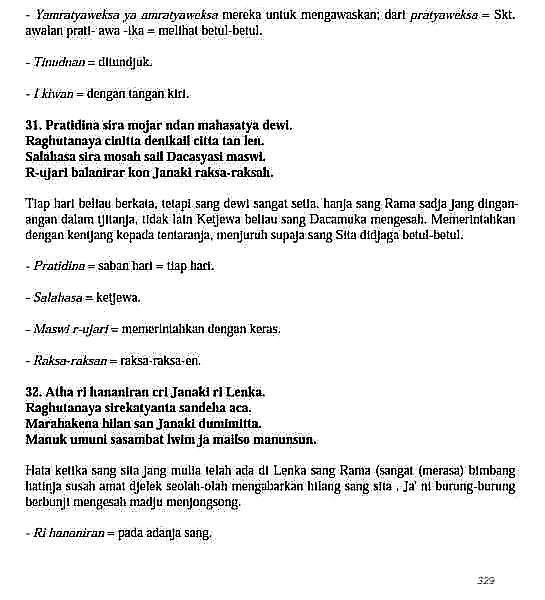 - Yamratyaweksa ya amratyaweksa mereka untuk mengawaskan; dari pratyaweksa = Skt.
awalan prati- awa -ika = melihat betul-betul.
- Tinudnan = ditundjuk.
- I kiwan = dengan tangan kiri.
31. Pratidina sira mojar ndan mahasatya dewi.
Raghutanaya cinitta denikaii citta tan len.
Salahasa sira mosah saii Dacasyasi maswi.
R-ujari balanirar kon Janaki raksa-raksah.
Tiap hari beliau berkata, tetapi sang dewi sangat setia. hanja sang Rama sadja jang dingan-
angan dalam tjitanja, tidak lain Ketjewa beliau sang Dacamuka mengesah. Memerintahkan
dengan kentjang kepada tentaranja, menjuruh supaja sang Sita didjaga betul-betul.
- Pratidina = saban hari = tiap hari.
- Salahasa = ketjewa.
- Maswi r-ujari = memerintahkan dengan keras.
- Raksa-raksan = raksa-raksa-en.
32. Atha ri hananiran cri Janaki ri Lenka.
Raghutanaya sirekatyanta sandeha aca.
Marahakena hilan san Janaki dumimitta.
Manuk umuni sasambat iwim ja mailso manunsun.
Hata ketika sang sita jang mulia telah ada di Lenka sang Rama (sangat (merasa) bimbang
hatinja susah amat djelek seolah-olah mengabarkan hilang sang sita , Ja' ni burung-burung
berbunji mengesah madju menjongsong.
- Ri hananiran = pada adanja sang.
329